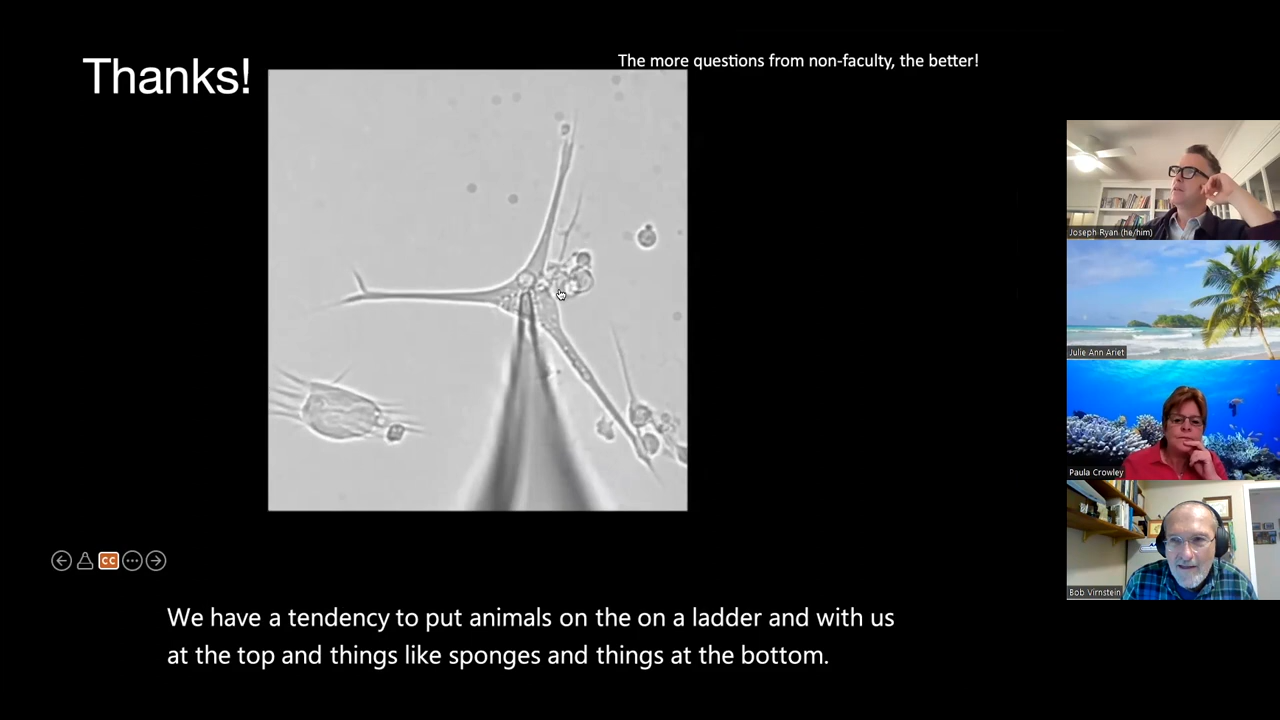 Thanks!
The more questions from non-faculty, the better!
Joseph Ryan (he/him)
Julie Ann Ariet
Paula Crowley
Bob Virnstein
CC
We have a tendency to put animals on the on a ladder and with us
at the top and things like sponges and things at the bottom.